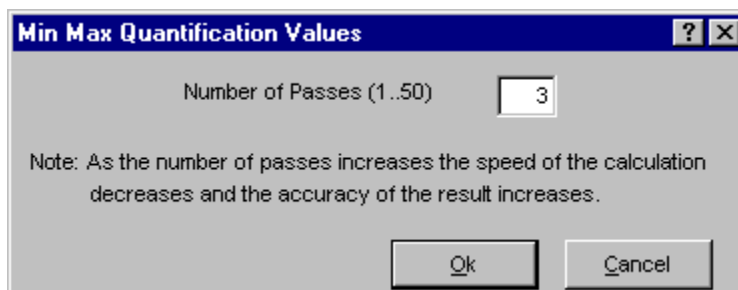 Min Max Quantification Values ? X
Number of Passes (1..50) 3
Note: As the number of passes increases the speed of the calculation
decreases and the accuracy of the result increases.
Ok Cancel